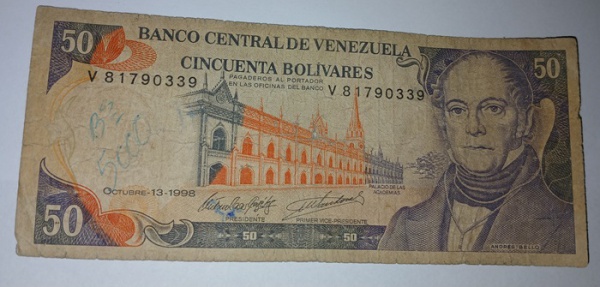 50 BANCO CENTRAL DE VENEZUELA 50
CINCUENTA BOLÍVARES
V 81790339
PAGADEROS AL PORTADOR
EN LAS OFICINAS DEL BANCO
V 81790339
OCTUBRE-13-1998
PALACIO DE LAS
ACADEMIAS
PRESIDENTE
PRIMER VICE-PRESIDENTE
50
50
50
ANDRES BELLO